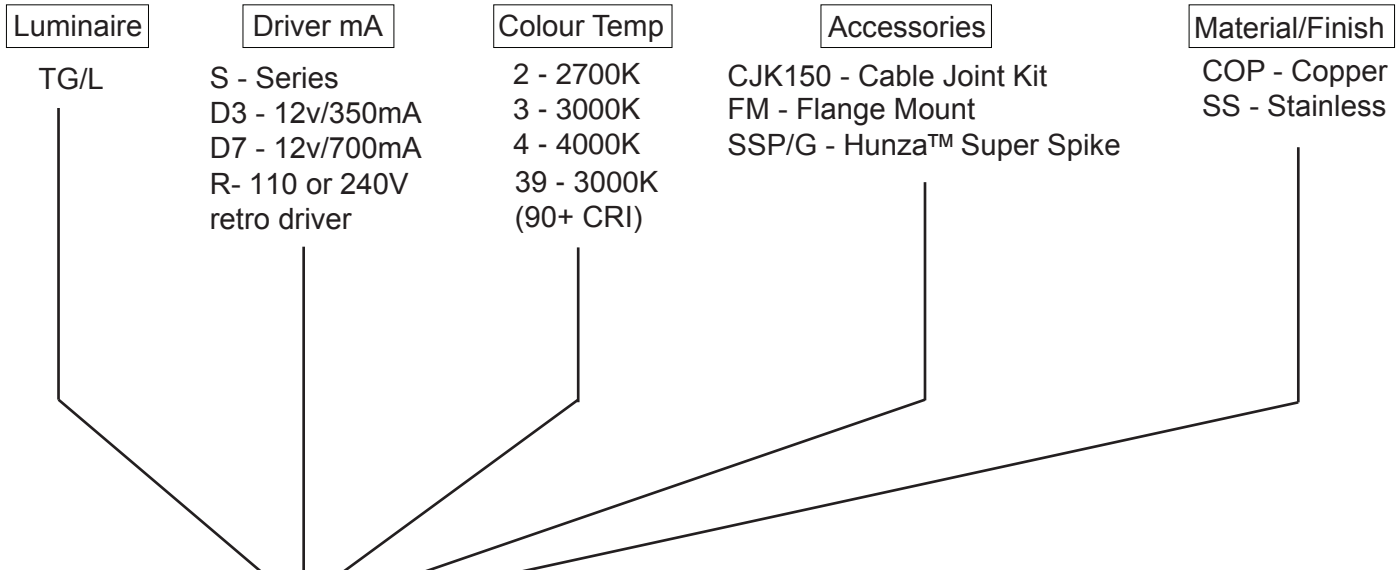 Luminaire
TG/L
Driver mA
S - Series
D3 - 12v/350mA
D7 - 12v/700mA
R- 110 or 240V
retro driver
Colour Temp
2 - 2700K
3 - 3000K
4 - 4000K
39 - 3000K
(90+ CRI)
Accessories
CJK150 - Cable Joint Kit
FM - Flange Mount
SSP/G - Hunza™ Super Spike
Material/Finish
COP - Copper
SS - Stainless